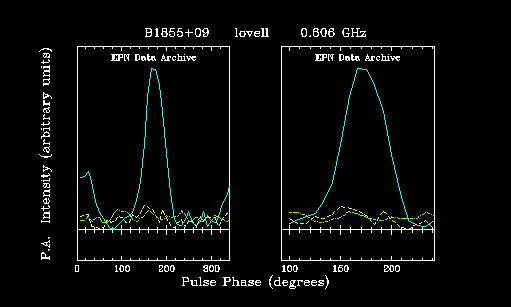 B1855+09 lovell 0.606 GHz
EPN Data Archive EPN Data Archive
P.A. Intensity (arbitrary units)
0 100 200 300 100 150 200
Pulse Phase (degrees)